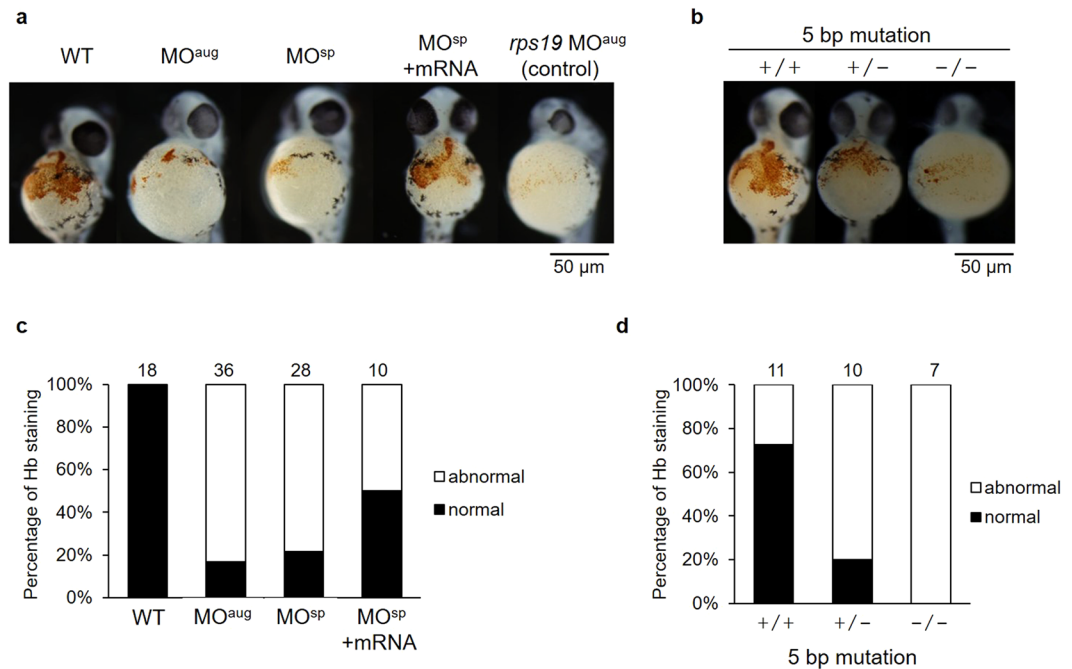 a
WT
MOaug
MOsp
MOsp
+mRNA
rps19 MOaug
(control)
50 µm
b
5 bp mutation
+/+
+/−
−/−
50 µm
c
Percentage of Hb staining
100%
80%
60%
40%
20%
0%
18
36
28
10
WT
MOaug
MOsp
MOsp
+mRNA
abnormal
normal
d
Percentage of Hb staining
100%
80%
60%
40%
20%
0%
11
10
7
+/+
+/−
−/−
5 bp mutation
abnormal
normal